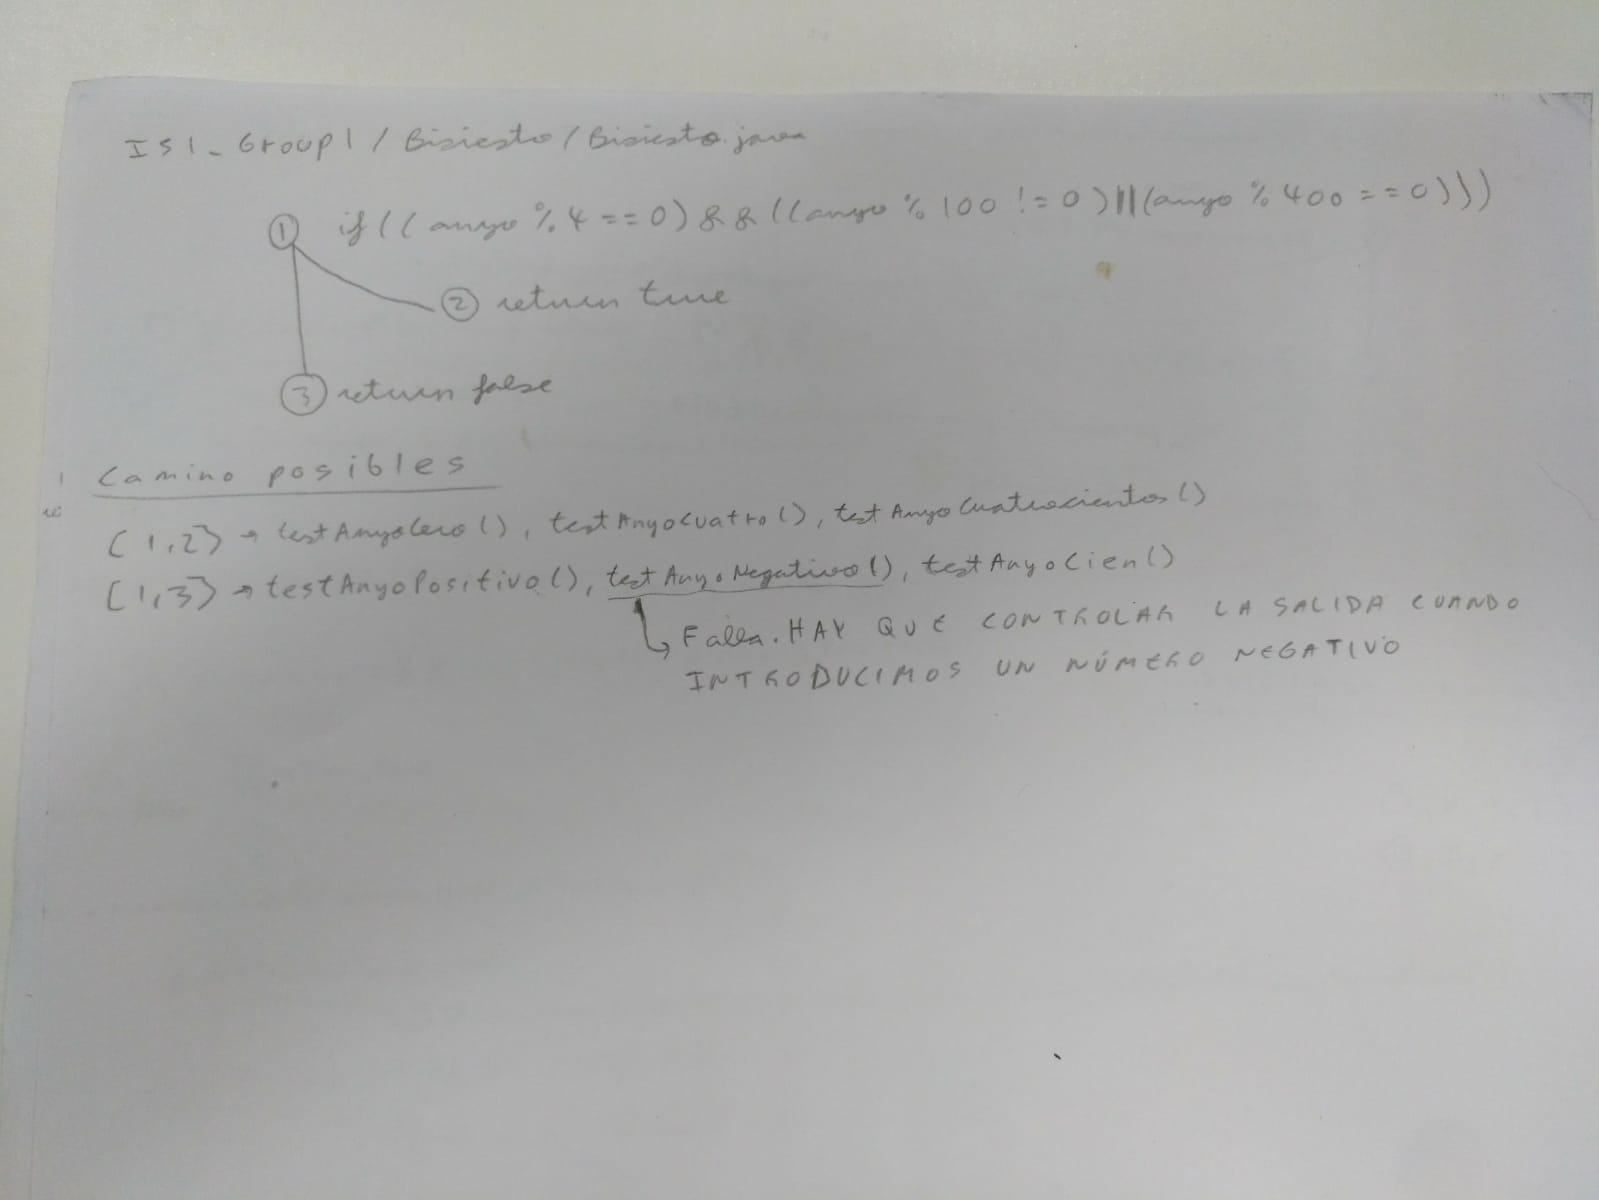 IS1_Group1/Bisiesto/Bisiesto.java
1 if((anyo%4==0)&&((anyo%100!=0)||(anyo%400==0)))
2 return true
3 return false
Camino posibles
[1,2] → testAnyoCero(), testAnyoCuatro(), testAnyoCuatrocientos()
[1,3] → testAnyoPositivo(), testAnyoNegativo(), testAnyoCien()
Falla. HAY QUE CONTROLAR LA SALIDA CUANDO
INTRODUCIMOS UN NÚMERO NEGATIVO